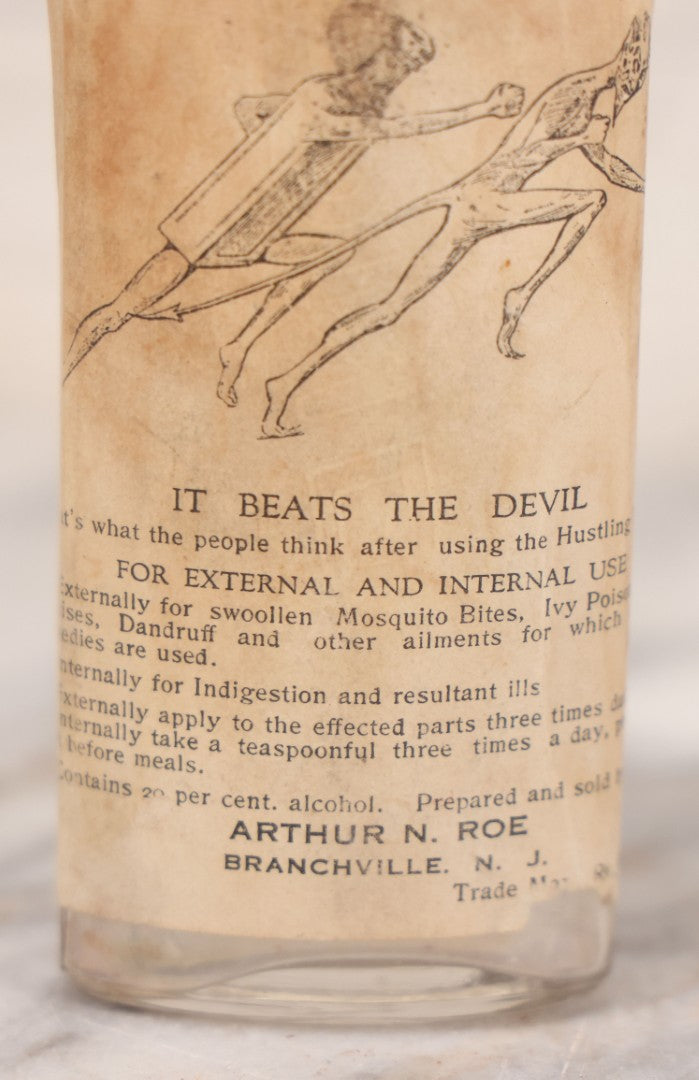 IT BEATS THE DEVIL
t's what the people think after using the Hustling
FOR EXTERNAL AND INTERNAL USE
xternally for swoollen Mosquito Bites, Ivy Poiso
ises, Dandruff and other ailments for which
edies are used.
nternally for Indigestion and resultant ills
xternally apply to the effected parts three times da
nternally take a teaspoonful three times a day, p
before meals.
Contains 20 per cent. alcohol. Prepared and sold
ARTHUR N. ROE
BRANCHVILLE. N. J.
Trade